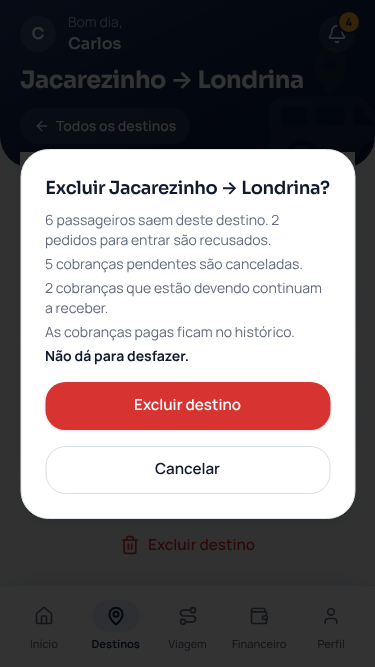 C
Bom dia,
Carlos
4
Jacarezinho → Londrina
← Todos os destinos
Excluir Jacarezinho → Londrina?
6 passageiros saem deste destino. 2
pedidos para entrar são recusados.
5 cobranças pendentes são canceladas.
2 cobranças que estão devendo continuam
a receber.
As cobranças pagas ficam no histórico.
Não dá para desfazer.
Excluir destino
Cancelar
Excluir destino
Início
Destinos
Viagem
Financeiro
Perfil